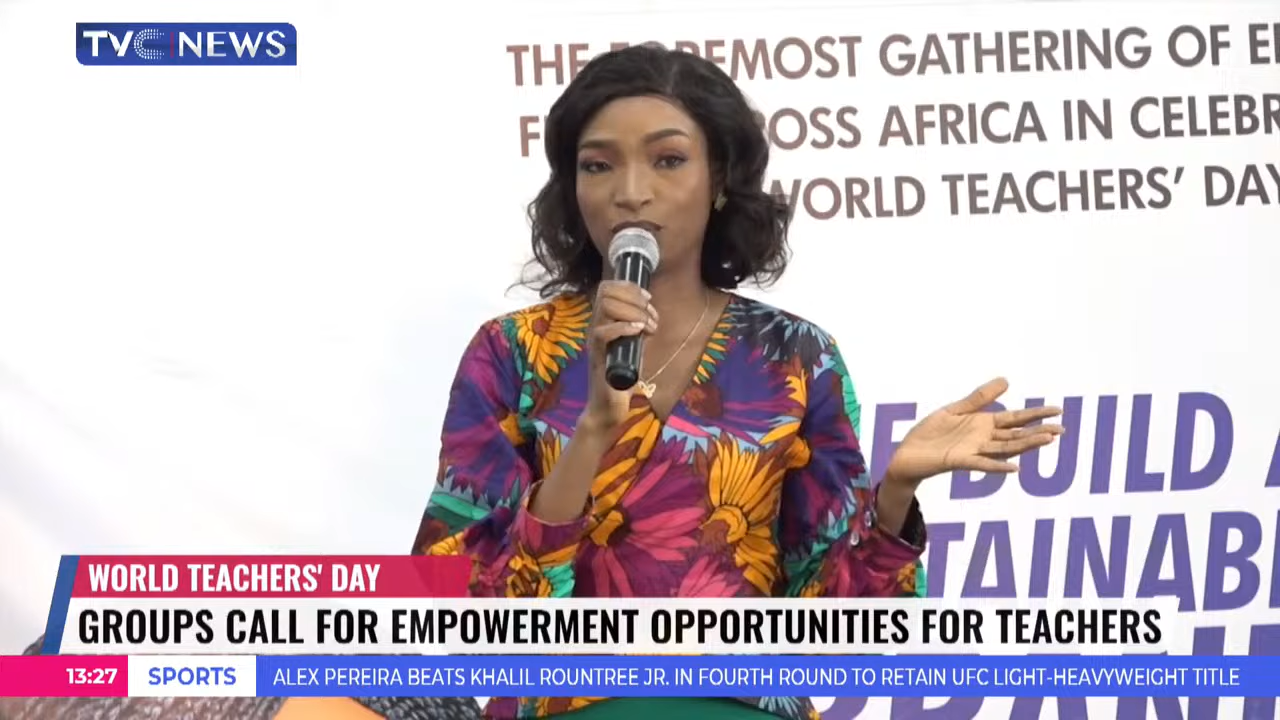 TVC NEWS
THE FOREMOST GATHERING OF
OSS AFRICA IN CELEBR
WORLD TEACHERS' DAY
BUILD
TAINAB
WORLD TEACHERS' DAY
GROUPS CALL FOR EMPOWERMENT OPPORTUNITIES FOR TEACHERS
13:27 SPORTS ALEX PEREIRA BEATS KHALIL ROUNTREE JR. IN FOURTH ROUND TO RETAIN UFC LIGHT-HEAVYWEIGHT TITLE